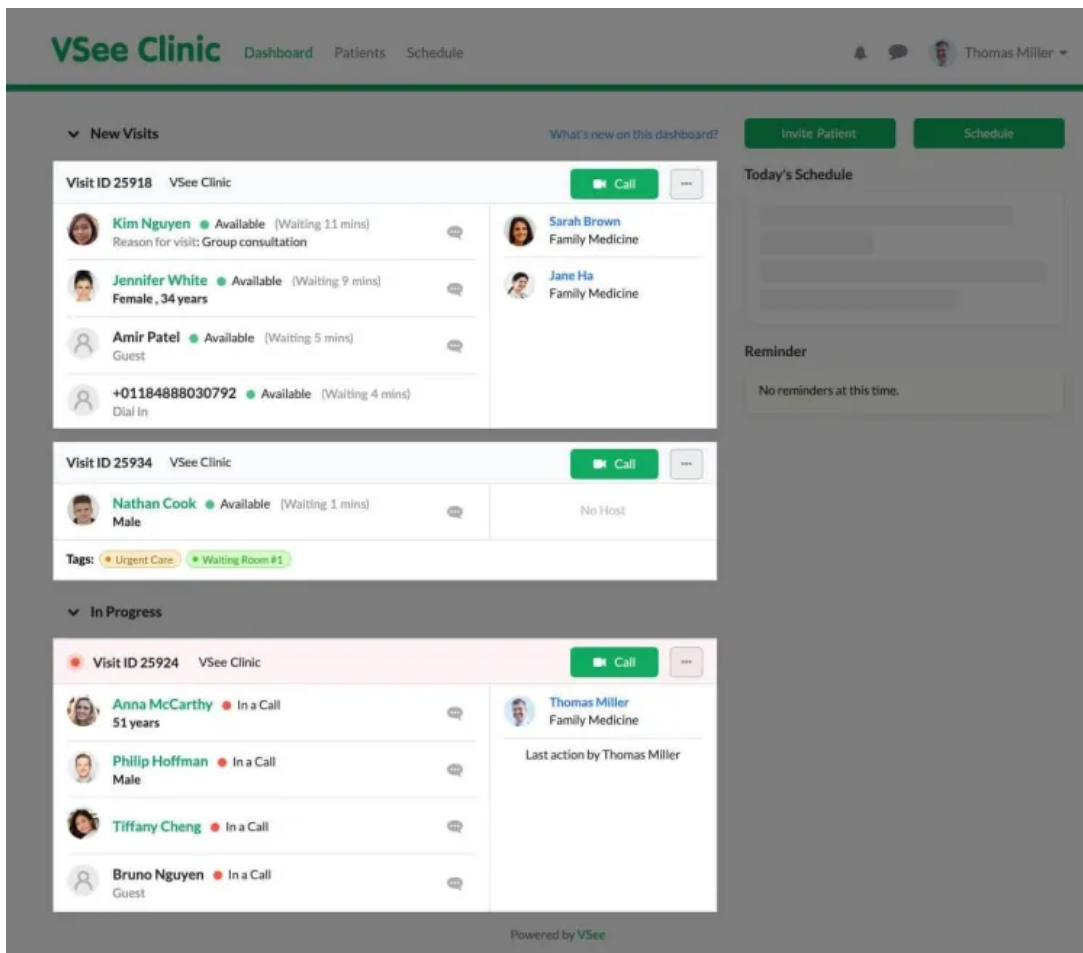 VSee Clinic Dashboard Patients Schedule Thomas Miller
New Visits What's new on this dashboard? Invite Patient Schedule
Visit ID 25918 VSee Clinic Call
Kim Nguyen Available (Waiting 11 mins)
Reason for visit: Group consultation
Jennifer White Available (Waiting 9 mins)
Female, 34 years
Amir Patel Available (Waiting 5 mins)
Guest
+01184888030792 Available (Waiting 4 mins)
Dial In
Sarah Brown
Family Medicine
Jane Ha
Family Medicine
Visit ID 25934 VSee Clinic Call
Nathan Cook Available (Waiting 1 mins)
Male
No Host
Tags: Urgent Care Waiting Room #1
In Progress
Visit ID 25924 VSee Clinic Call
Anna McCarthy In a Call
51 years
Philip Hoffman In a Call
Male
Tiffany Cheng In a Call
Bruno Nguyen In a Call
Guest
Thomas Miller
Family Medicine
Last action by Thomas Miller
Today's Schedule
Reminder
No reminders at this time.
Powered by VSee